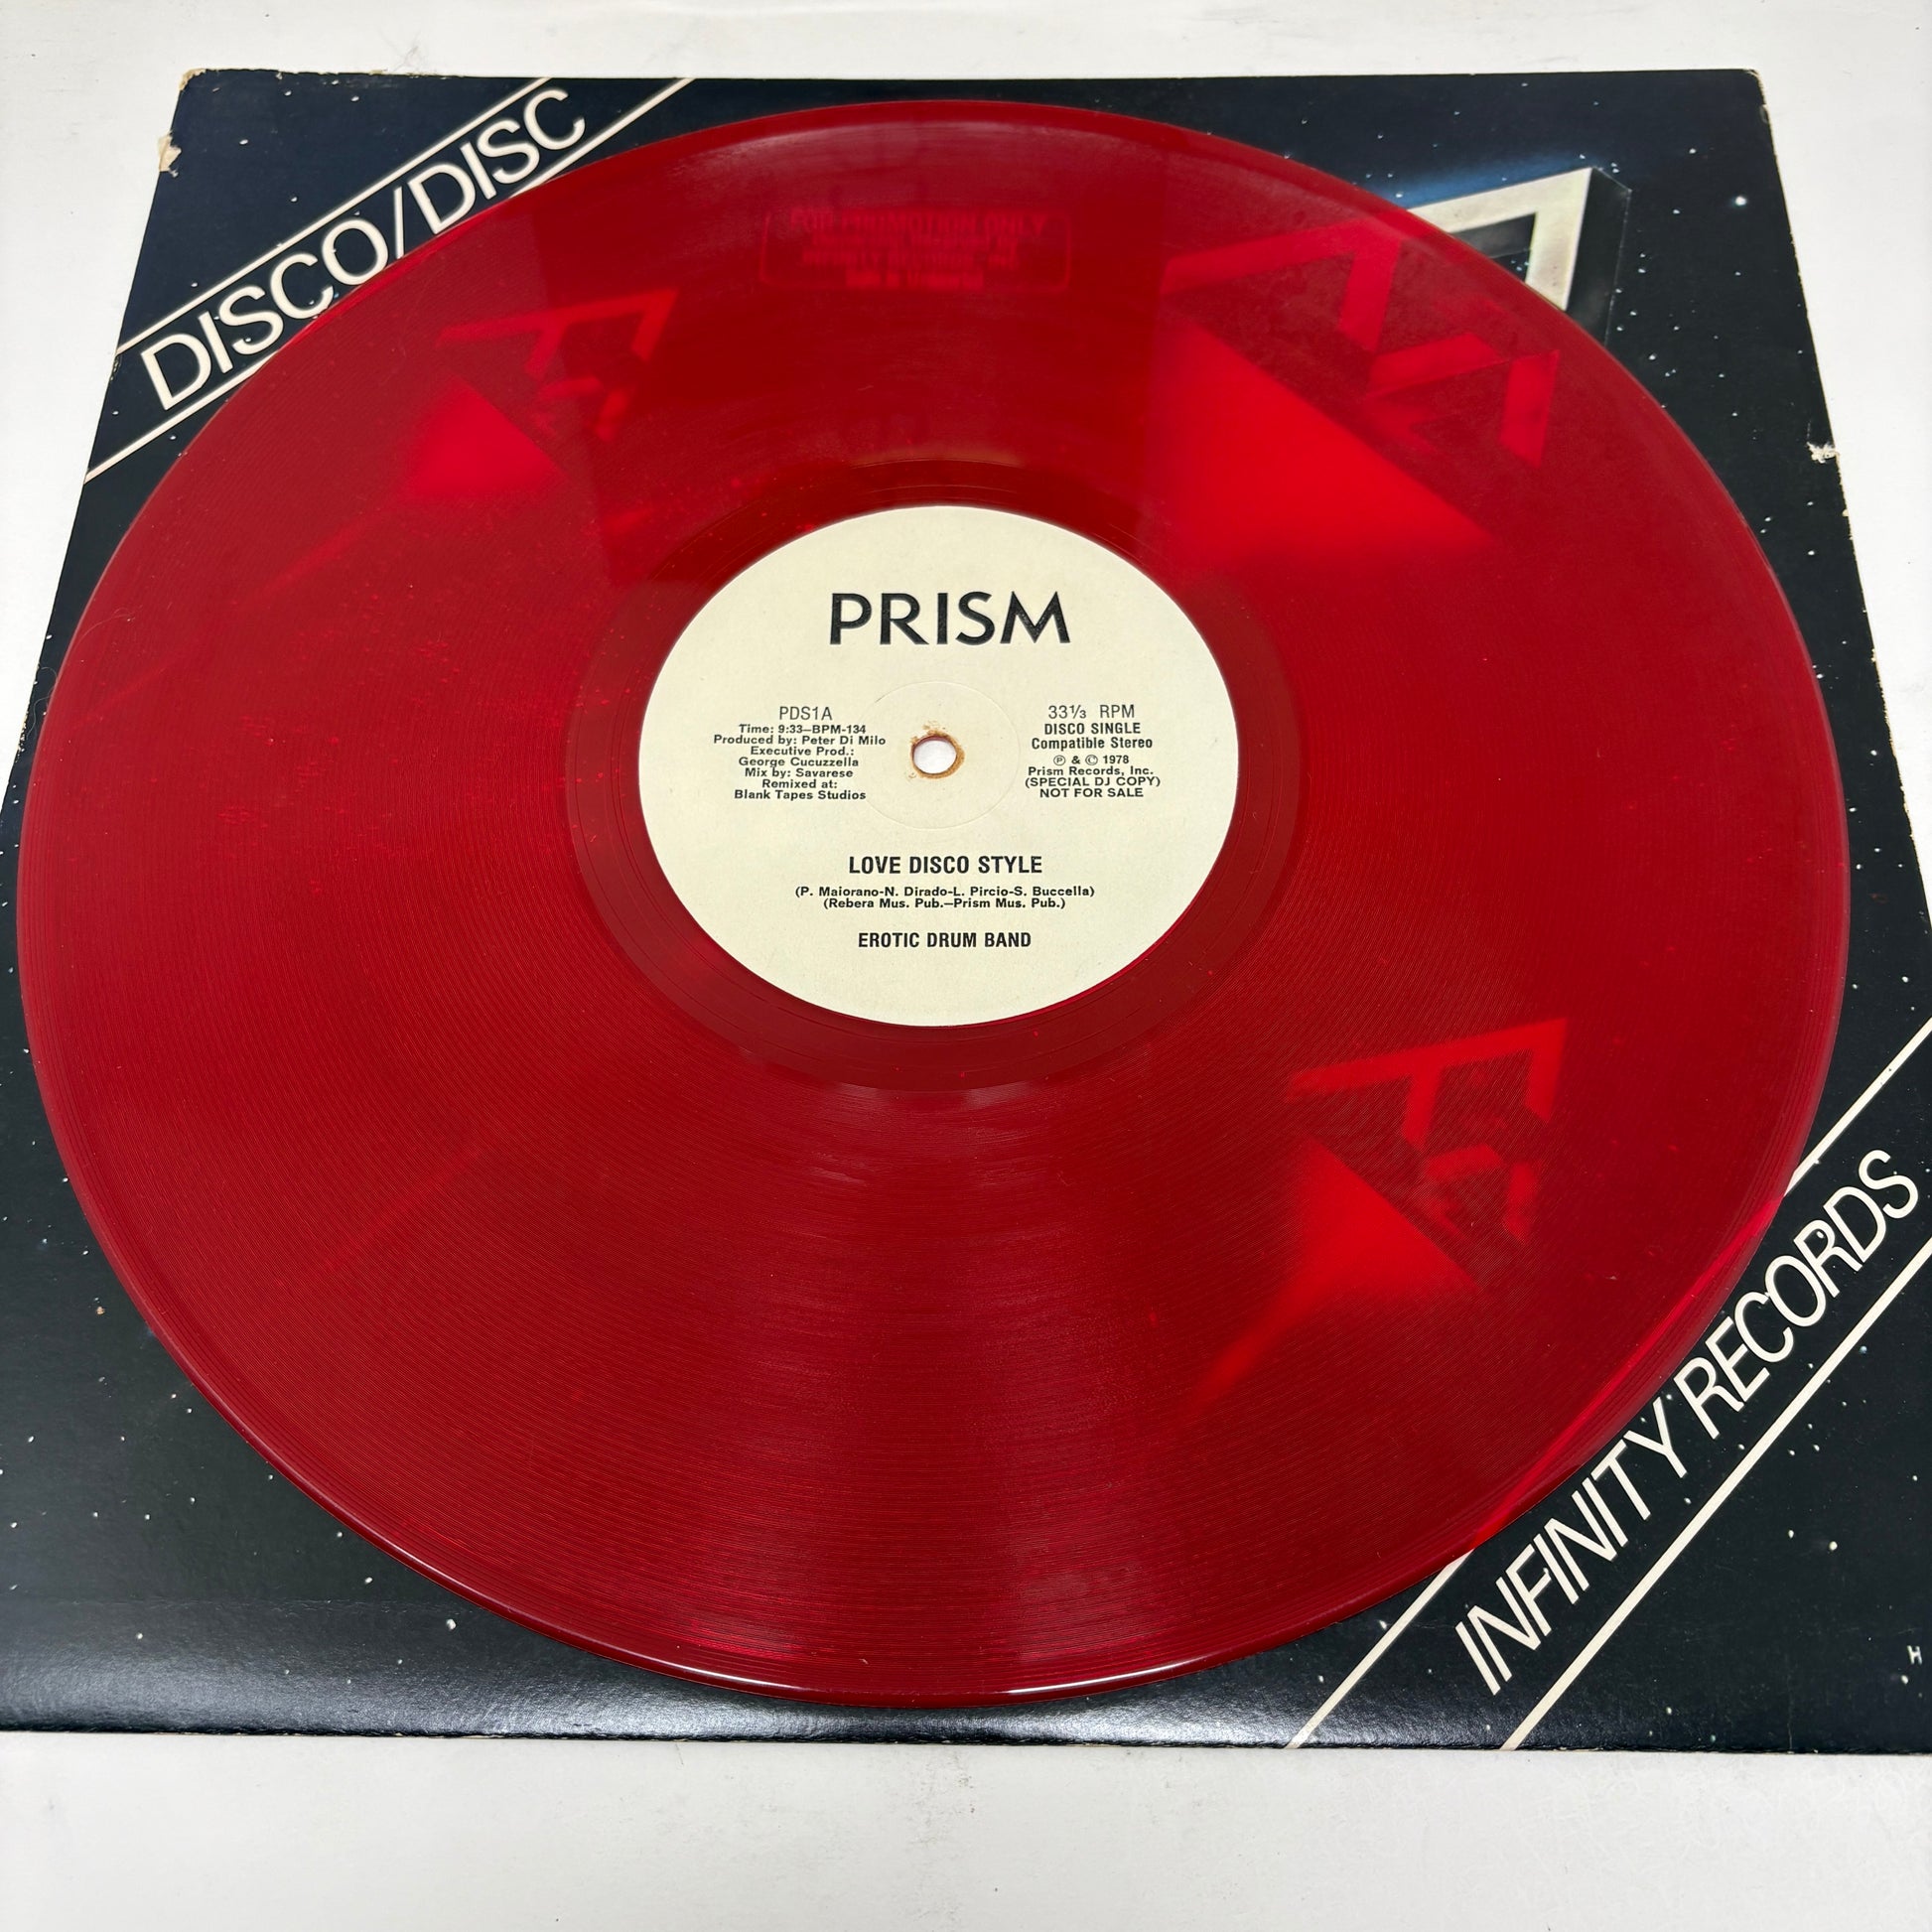 DISCO/DISC
FOR PROMOTION ONLY
PRISM
PDS1A
Time: 9:33—BPM-134
Produced by: Peter Di Milo
Executive Prod.:
George Cucuzzella
Mix by: Savarese
Remixed at:
Blank Tapes Studios
33⅓ RPM
DISCO SINGLE
Compatible Stereo
℗ & © 1978
Prism Records, Inc.
(SPECIAL DJ COPY)
NOT FOR SALE
LOVE DISCO STYLE
(P. Maiorano-N. Dirado-L. Pircio-S. Buccella)
(Rebera Mus. Pub.—Prism Mus. Pub.)
EROTIC DRUM BAND
INFINITY RECORDS
H